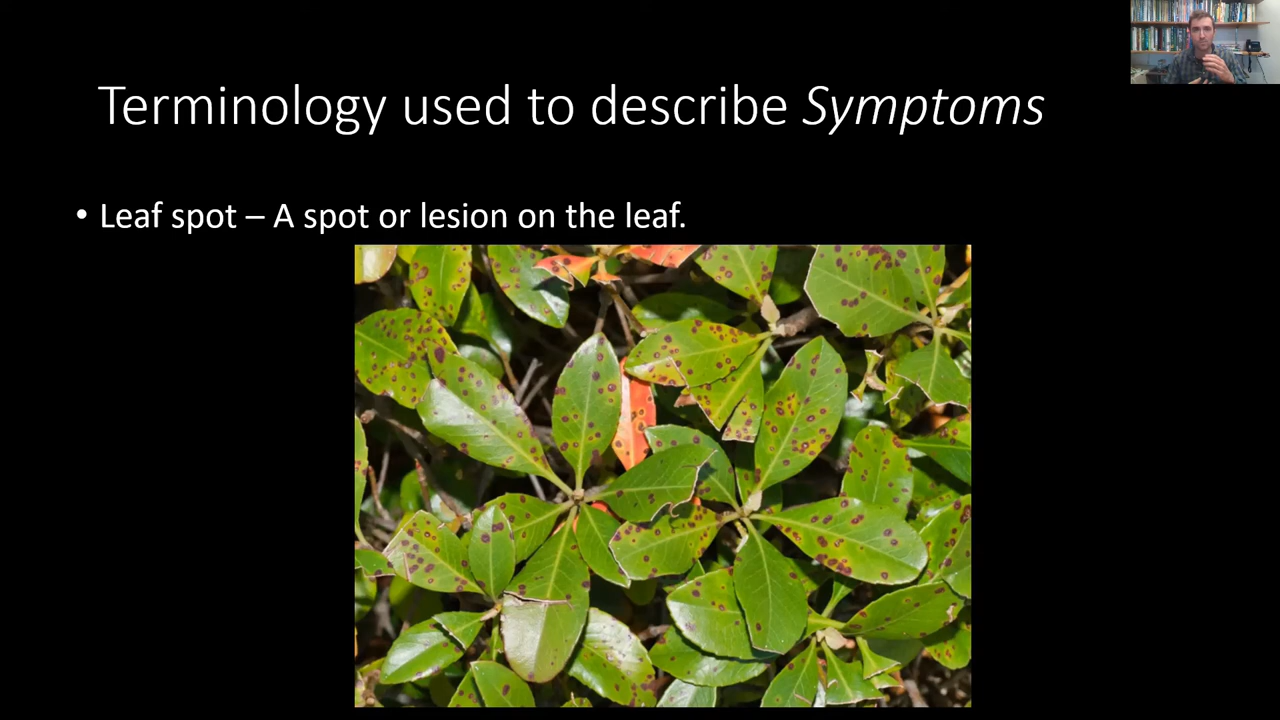 Terminology used to describe Symptoms
• Leaf spot – A spot or lesion on the leaf.